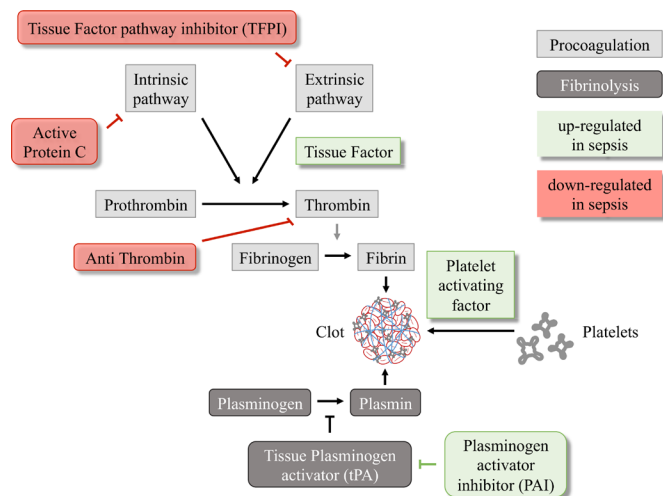 Tissue Factor pathway inhibitor (TFPI)
Procoagulation
Intrinsic
pathway
Extrinsic
pathway
Fibrinolysis
Active
Protein C
Tissue Factor
up-regulated
in sepsis
Prothrombin
Thrombin
down-regulated
in sepsis
Anti Thrombin
Fibrinogen
Fibrin
Platelet
activating
factor
Clot
Platelets
Plasminogen
Plasmin
Tissue Plasminogen
activator (tPA)
Plasminogen
activator
inhibitor (PAI)